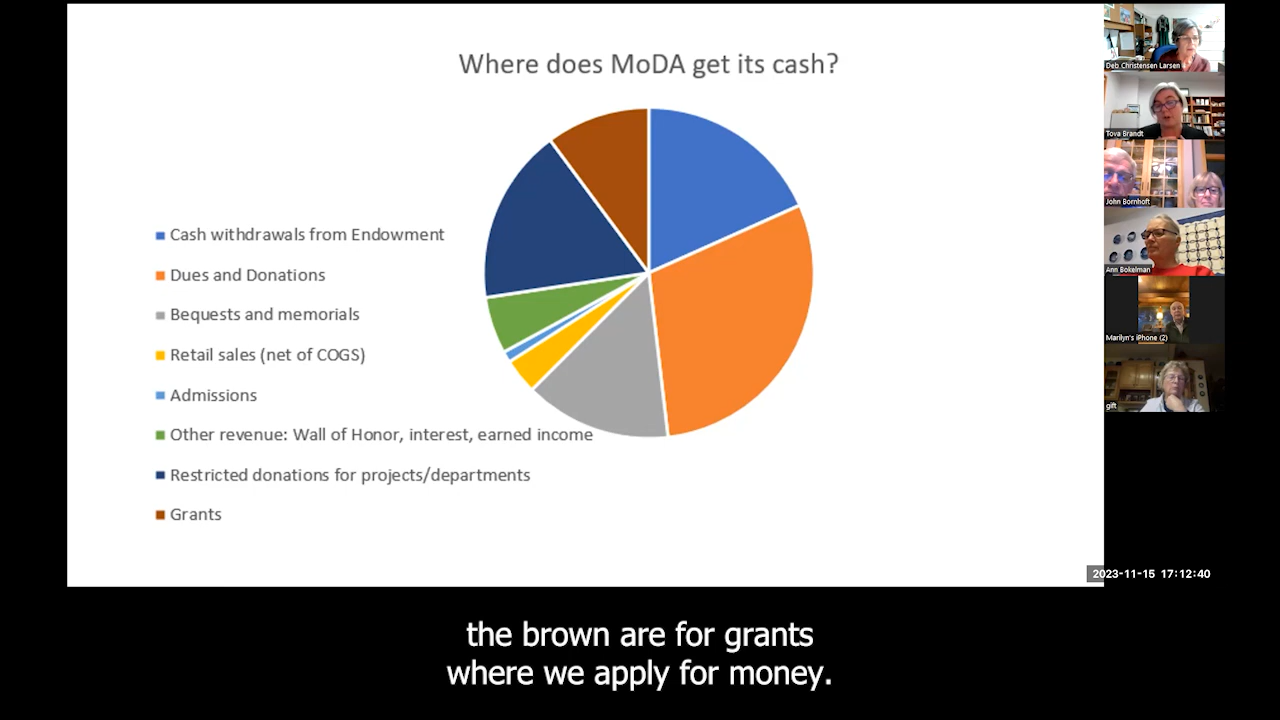 Where does MoDA get its cash?
Cash withdrawals from Endowment
Dues and Donations
Bequests and memorials
Retail sales (net of COGS)
Admissions
Other revenue: Wall of Honor, interest, earned income
Restricted donations for projects/departments
Grants
Deb Christensen Larsen
Tova Brandt
John Bornhoft
Ann Bokelman
Marilyn's iPhone (2)
gift
2023-11-15 17:12:40
the brown are for grants
where we apply for money.